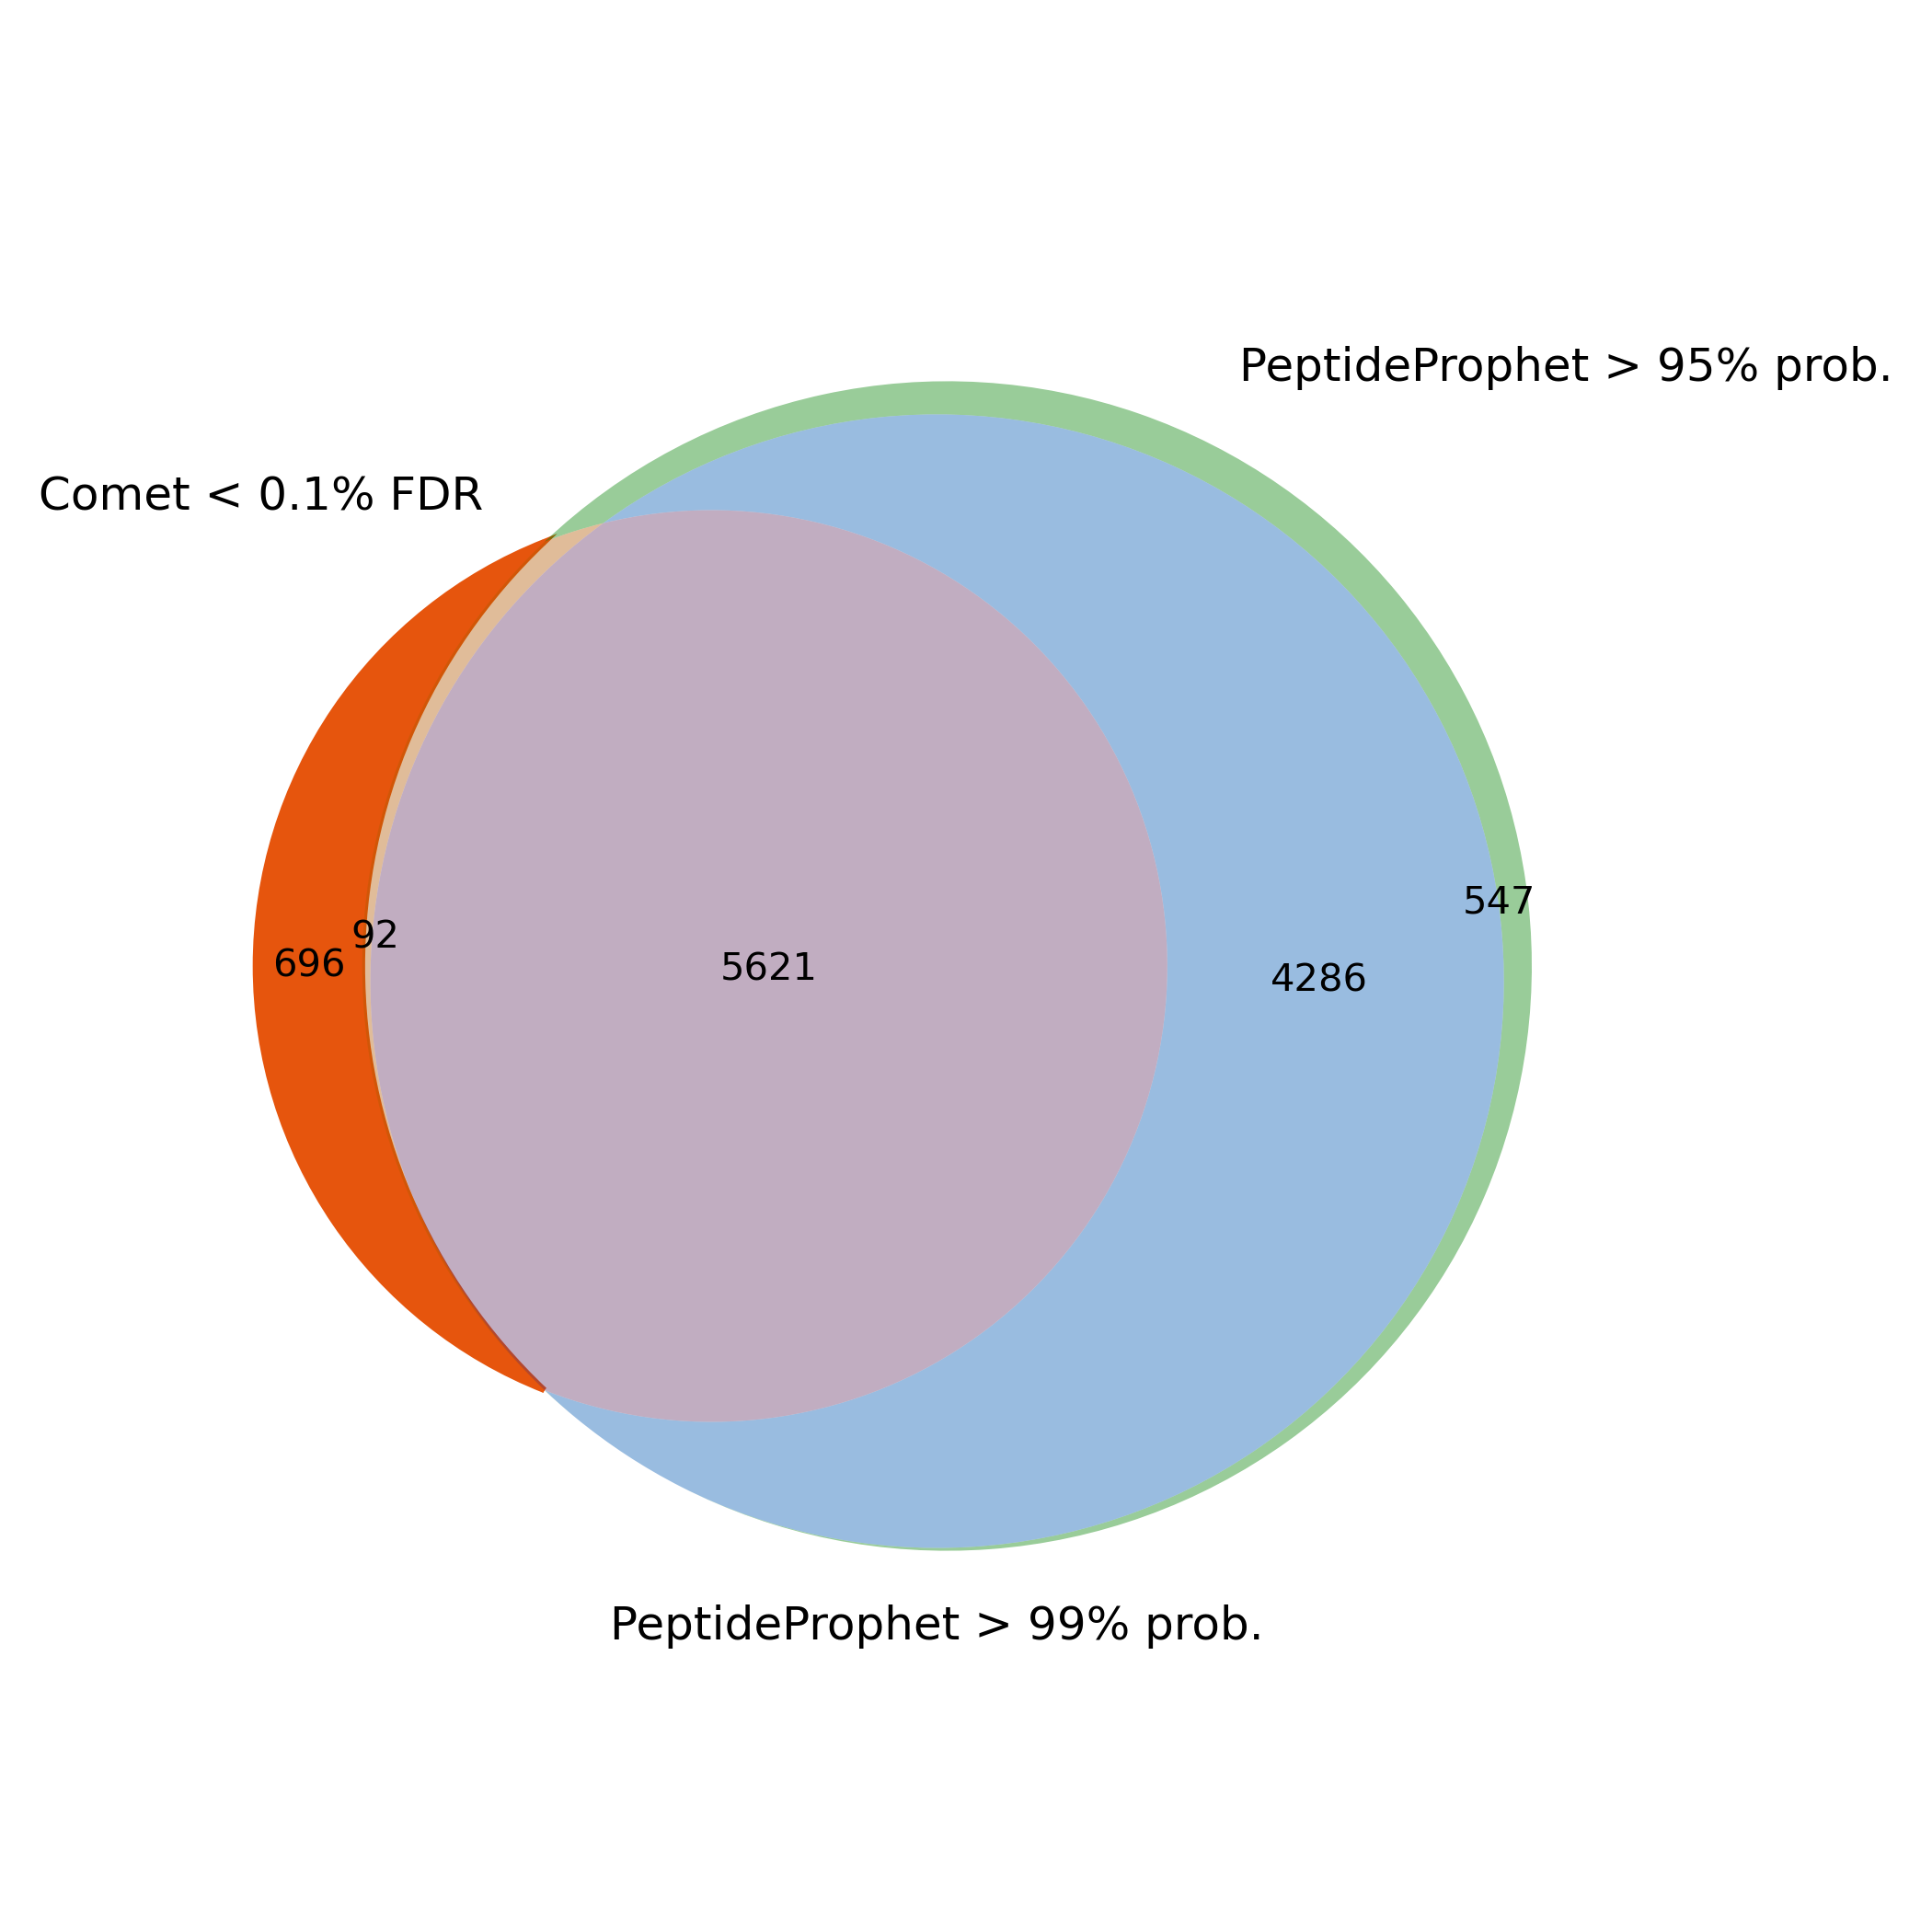 PeptideProphet > 95% prob.
Comet < 0.1% FDR
547
92
696
5621
4286
PeptideProphet > 99% prob.